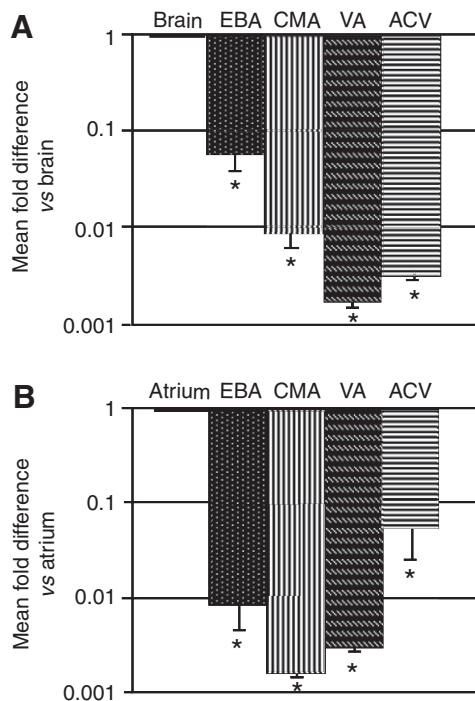 A
Brain EBA CMA VA ACV
Mean fold difference
vs brain
1
0.1
*
0.01
*
*
*
0.001
B
Atrium EBA CMA VA ACV
Mean fold difference
vs atrium
1
0.1
*
0.01
*
*
*
0.001